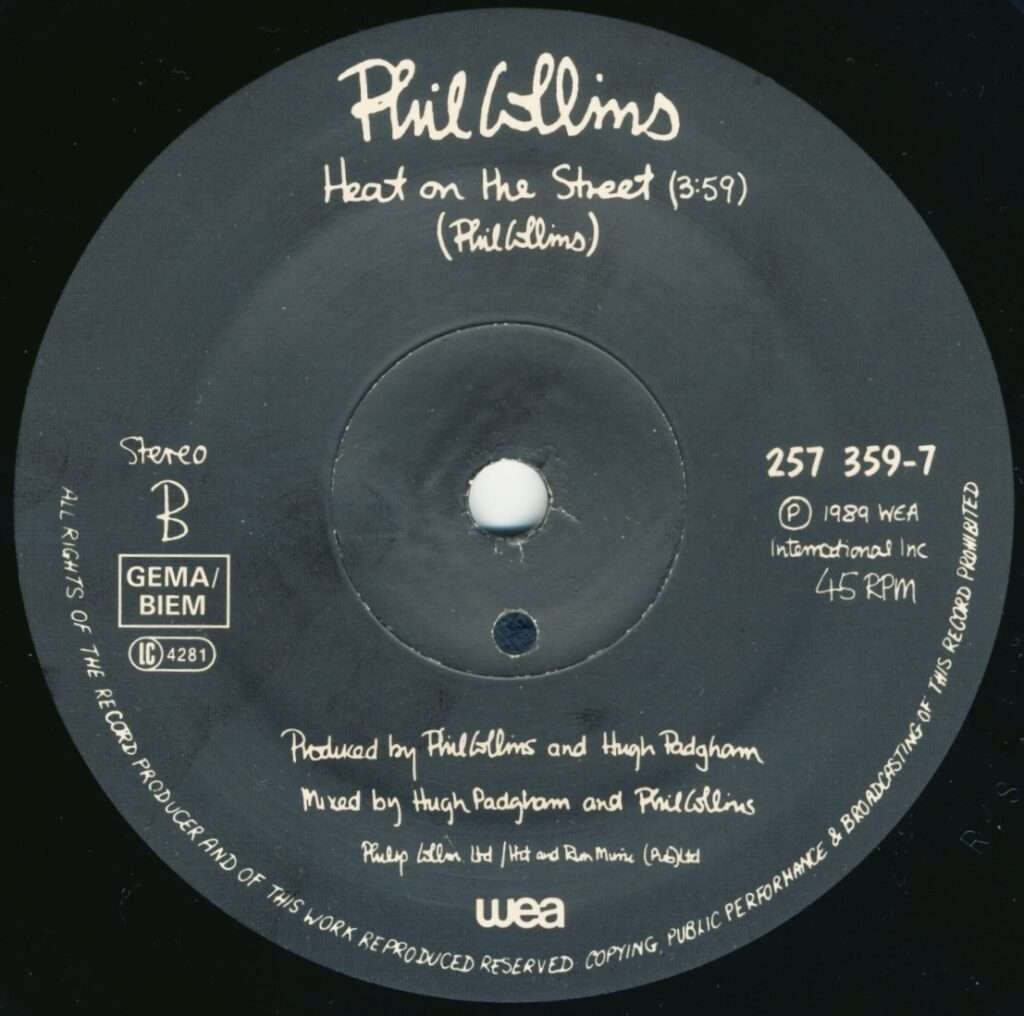 Phil Collins
Heat on the Street (3:59)
(Phil Collins)
Stereo
B
GEMA/
BIEM
LC 4281
257 359-7
℗ 1989 WEA
International Inc
45 RPM
Produced by Phil Collins and Hugh Padgham
Mixed by Hugh Padgham and Phil Collins
Philip Collins Ltd / Hit and Run Music (Pub) Ltd
wea
ALL RIGHTS OF THE RECORD PRODUCER AND OF THIS WORK REPRODUCED RESERVED COPYING, PUBLIC PERFORMANCE & BROADCASTING OF THIS RECORD PROHIBITED